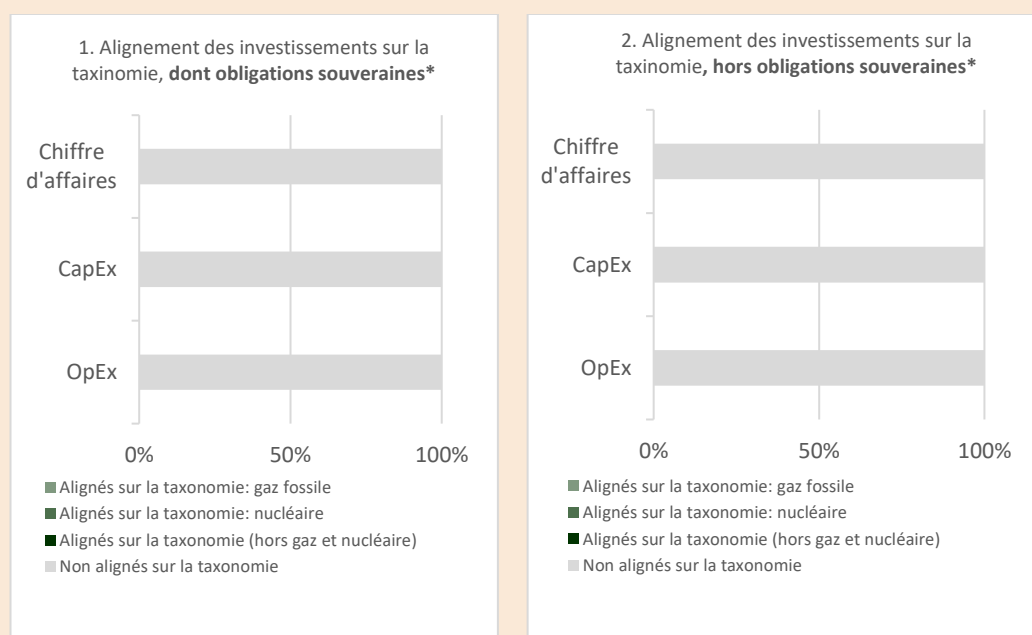 1. Alignement des investissements sur la
taxinomie, dont obligations souveraines*
Chiffre
d'affaires
CapEx
OpEx
0%
50%
100%
Alignés sur la taxonomie: gaz fossile
Alignés sur la taxonomie: nucléaire
Alignés sur la taxonomie (hors gaz et nucléaire)
Non alignés sur la taxonomie
2. Alignement des investissements sur la
taxinomie, hors obligations souveraines*
Chiffre
d'affaires
CapEx
OpEx
0%
50%
100%
Alignés sur la taxonomie: gaz fossile
Alignés sur la taxonomie: nucléaire
Alignés sur la taxonomie (hors gaz et nucléaire)
Non alignés sur la taxonomie